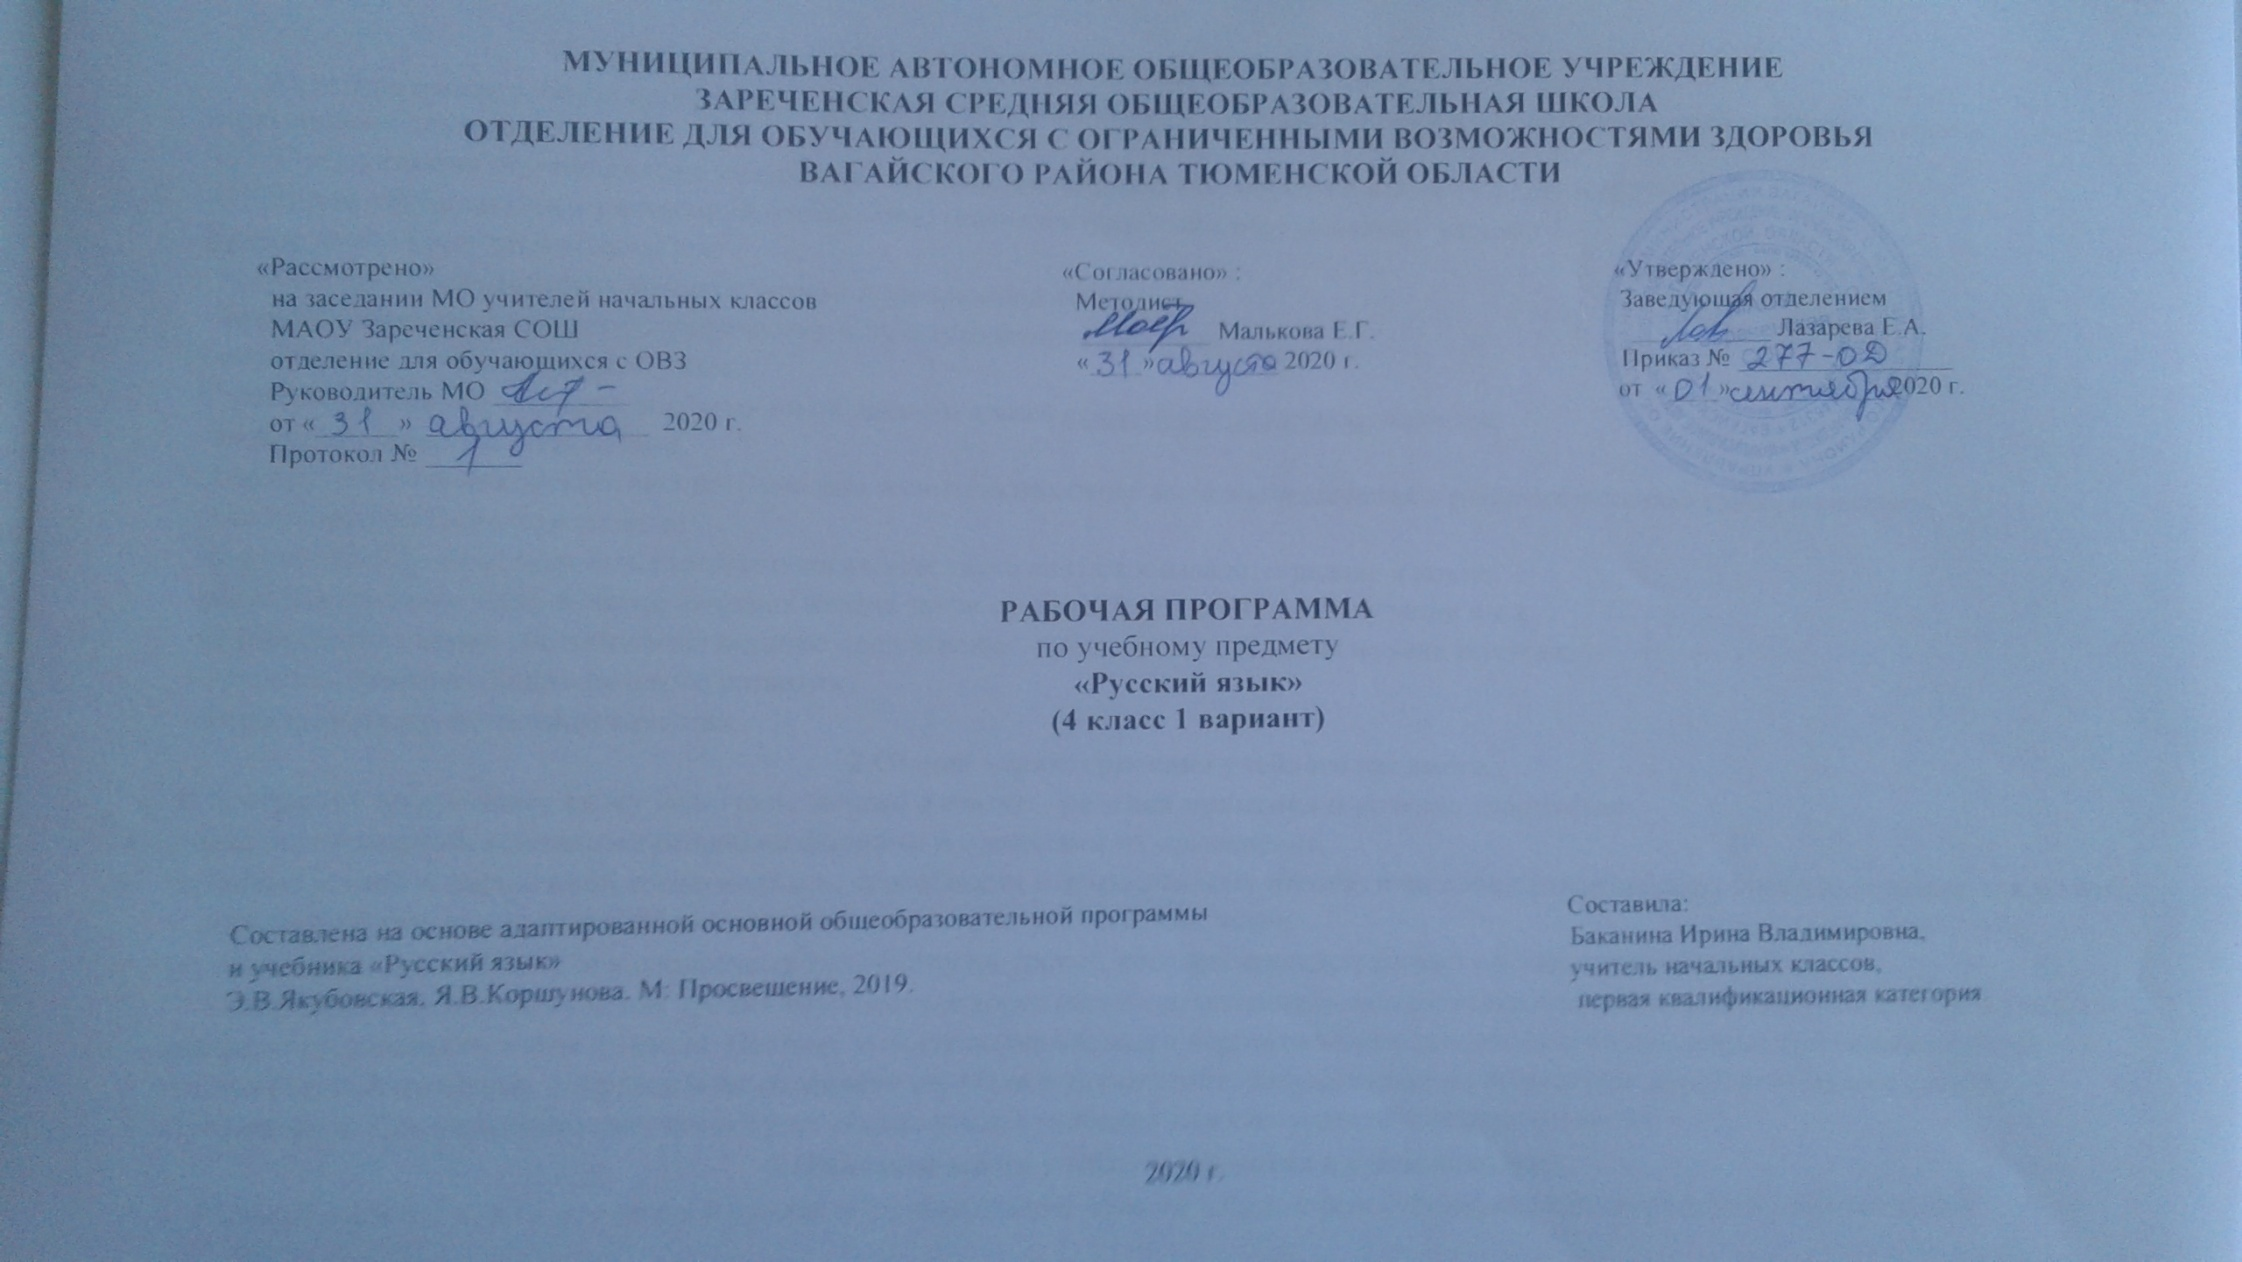 МУНИЦИПАЛЬНОЕ АВТОНОМНОЕ ОБЩЕОБРАЗОВАТЕЛЬНОЕ УЧРЕЖДЕНИЕ
ЗАРЕЧЕНСКАЯ СРЕДНЯЯ ОБЩЕОБРАЗОВАТЕЛЬНАЯ ШКОЛА
ОТДЕЛЕНИЕ ДЛЯ ОБУЧАЮЩИХСЯ С ОГРАНИЧЕННЫМИ ВОЗМОЖНОСТЯМИ ЗДОРОВЬЯ
ВАГАЙСКОГО РАЙОНА ТЮМЕНСКОЙ ОБЛАСТИ
«Рассмотрено»
на заседании МО учителей начальных классов
МАОУ Зареченская СОШ
отделение для обучающихся с ОВЗ
Руководитель МО
от «31» августа 2020 г.
Протокол № 1
«Согласовано» :
Методист
Малькова Е.Г.
«31» августа 2020 г.
«Утверждено» :
Заведующая отделением
Лазарева Е.А.
Приказ № 277-ОД
от «01» сентября 2020 г.
РАБОЧАЯ ПРОГРАММА
по учебному предмету
«Русский язык»
(4 класс 1 вариант)
Составлена на основе адаптированной основной общеобразовательной программы
и учебника «Русский язык»
Э.В.Якубовская, Я.В.Коршунова. М: Просвещение, 2019.
Составила:
Баканина Ирина Владимировна,
учитель начальных классов,
первая квалификационная категория
2020 г.